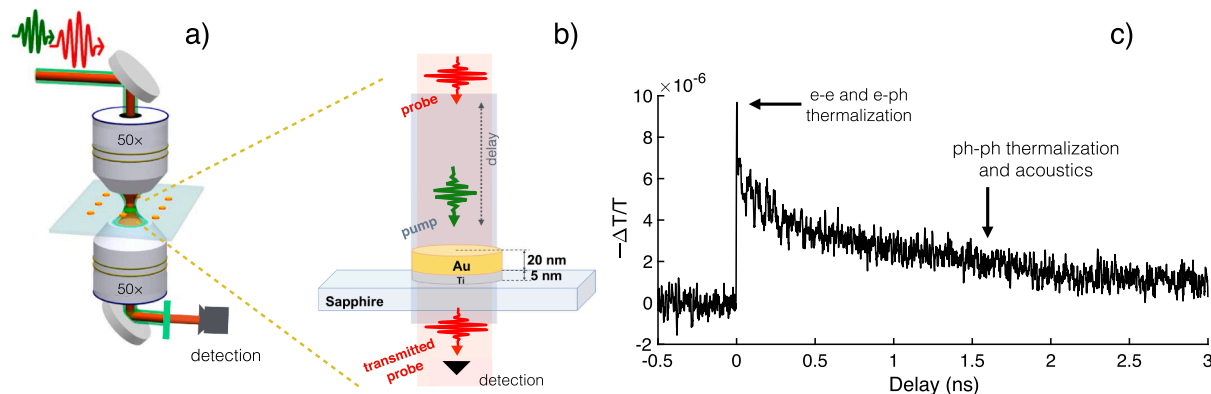 a)
50×
50×
detection
b)
probe
delay
pump
Au
20 nm
Ti
5 nm
Sapphire
transmitted
probe
detection
c)
×10⁻⁶
10
8
6
4
2
0
-2
−ΔT/T
e-e and e-ph
thermalization
ph-ph thermalization
and acoustics
-0.5
0
0.5
1
1.5
2
2.5
3
Delay (ns)